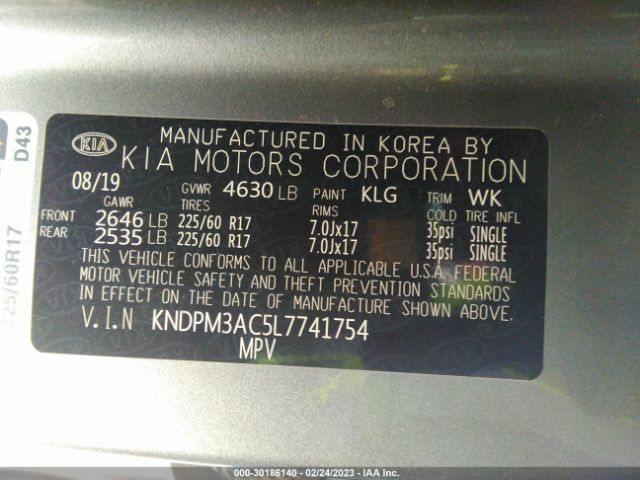 KIA
MANUFACTURED IN KOREA BY
KIA MOTORS CORPORATION
08/19 GVWR 4630 LB PAINT KLG TRIM WK
GAWR TIRES RIMS COLD TIRE INFL
FRONT 2646 LB 225/60 R17 7.0Jx17 35psi SINGLE
REAR 2535 LB 225/60 R17 7.0Jx17 35psi SINGLE
THIS VEHICLE CONFORMS TO ALL APPLICABLE U.S.A. FEDERAL
MOTOR VEHICLE SAFETY AND THEFT PREVENTION STANDARDS
IN EFFECT ON THE DATE OF MANUFACTURE SHOWN ABOVE.
V.I.N KNDPM3AC5L7741754
MPV
D43
225/60R17
000-30186140 - 02/24/2023 - IAA Inc.